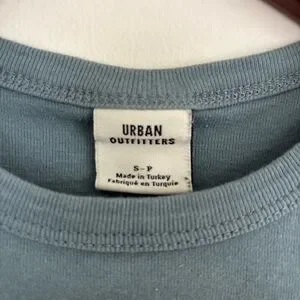 URBAN
OUTFITTERS
S-P
Made in Turkey
Fabriqué en Turquie